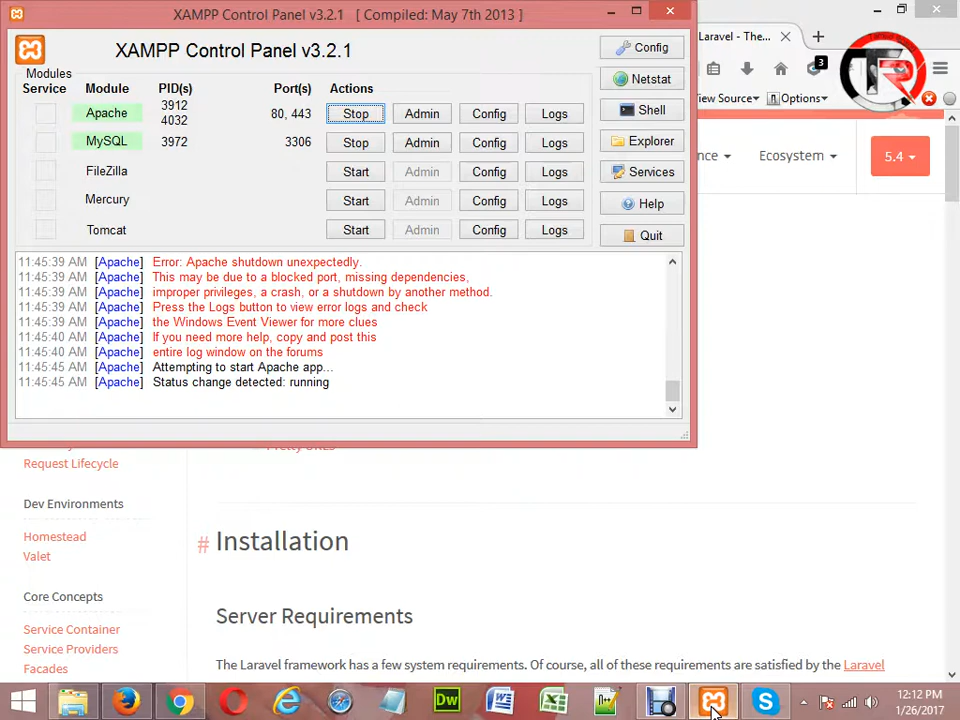 XAMPP Control Panel v3.2.1 [ Compiled: May 7th 2013 ]
XAMPP Control Panel v3.2.1
Config
Modules
Service Module PID(s) Port(s) Actions
Netstat
Apache 3912 4032 80, 443 Stop Admin Config Logs
Shell
MySQL 3972 3306 Stop Admin Config Logs
Explorer
FileZilla Start Admin Config Logs
Services
Mercury Start Admin Config Logs
Help
Tomcat Start Admin Config Logs
Quit
11:45:39 AM [Apache] Error: Apache shutdown unexpectedly.
11:45:39 AM [Apache] This may be due to a blocked port, missing dependencies,
11:45:39 AM [Apache] improper privileges, a crash, or a shutdown by another method.
11:45:39 AM [Apache] Press the Logs button to view error logs and check
11:45:39 AM [Apache] the Windows Event Viewer for more clues
11:45:40 AM [Apache] If you need more help, copy and post this
11:45:40 AM [Apache] entire log window on the forums
11:45:45 AM [Apache] Attempting to start Apache app...
11:45:45 AM [Apache] Status change detected: running
Laravel - The...
3
iew Source Options
TR
nce Ecosystem 5.4
Request Lifecycle
Dev Environments
Homestead
Valet
Core Concepts
Service Container
Service Providers
Facades
# Installation
Server Requirements
The Laravel framework has a few system requirements. Of course, all of these requirements are satisfied by the Laravel
Dw
12:12 PM
1/26/2017